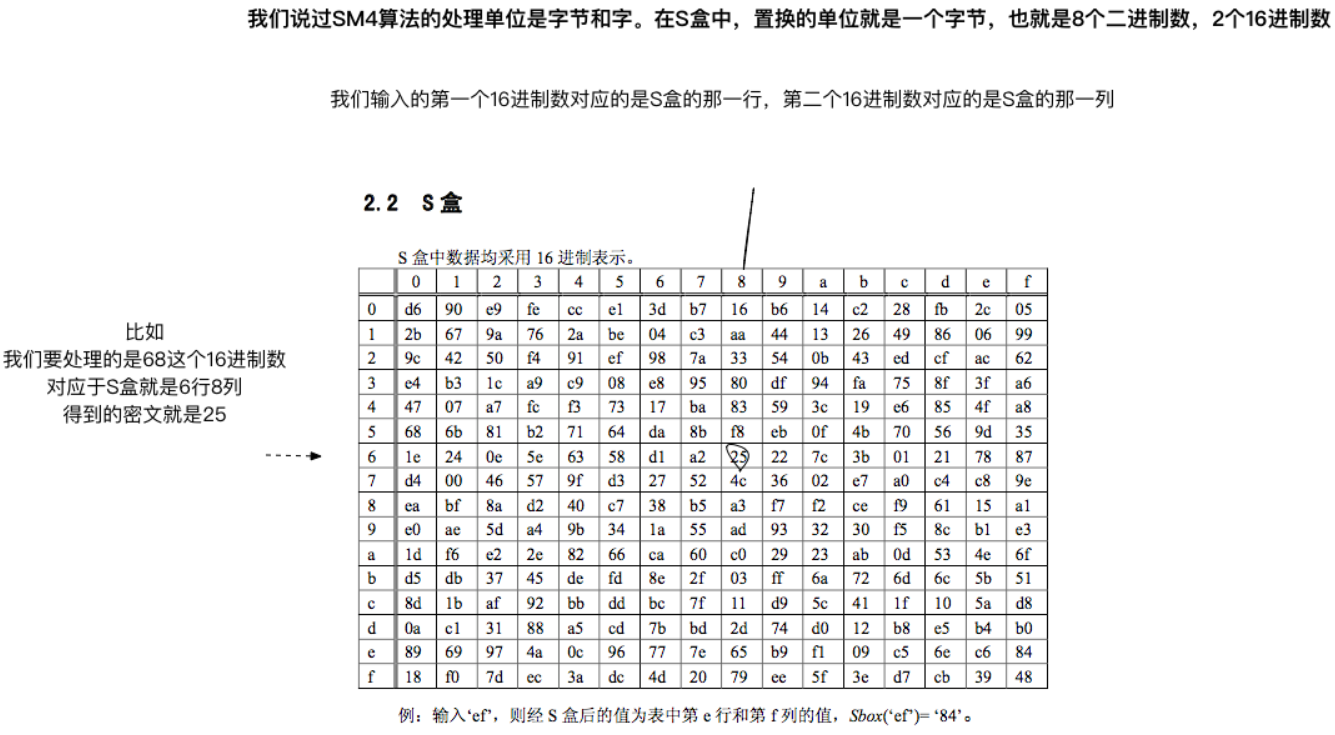 我们说过SM4算法的处理单位是字节和字。在S盒中，置换的单位就是一个字节，也就是8个二进制数，2个16进制数
我们输入的第一个16进制数对应的是S盒的那一行，第二个16进制数对应的是S盒的那一列
2.2 S 盒
S 盒中数据均采用 16 进制表示。
0 1 2 3 4 5 6 7 8 9 a b c d e f
0 d6 90 e9 fe cc e1 3d b7 16 b6 14 c2 28 fb 2c 05
1 2b 67 9a 76 2a be 04 c3 aa 44 13 26 49 86 06 99
2 9c 42 50 f4 91 ef 98 7a 33 54 0b 43 ed cf ac 62
3 e4 b3 1c a9 c9 08 e8 95 80 df 94 fa 75 8f 3f a6
4 47 07 a7 fc f3 73 17 ba 83 59 3c 19 e6 85 4f a8
5 68 6b 81 b2 71 64 da 8b f8 eb 0f 4b 70 56 9d 35
6 1e 24 0e 5e 63 58 d1 a2 25 22 7c 3b 01 21 78 87
7 d4 00 46 57 9f d3 27 52 4c 36 02 e7 a0 c4 c8 9e
8 ea bf 8a d2 40 c7 38 b5 a3 f7 f2 ce f9 61 15 a1
9 e0 ae 5d a4 9b 34 1a 55 ad 93 32 30 f5 8c b1 e3
a 1d f6 e2 2e 82 66 ca 60 c0 29 23 ab 0d 53 4e 6f
b d5 db 37 45 de fd 8e 2f 03 ff 6a 72 6d 6c 5b 51
c 8d 1b af 92 bb dd bc 7f 11 d9 5c 41 1f 10 5a d8
d 0a c1 31 88 a5 cd 7b bd 2d 74 d0 12 b8 e5 b4 b0
e 89 69 97 4a 0c 96 77 7e 65 b9 f1 09 c5 6e c6 84
f 18 f0 7d ec 3a dc 4d 20 79 ee 5f 3e d7 cb 39 48
比如
我们要处理的是68这个16进制数
对应于S盒就是6行8列
得到的密文就是25
例：输入‘ef’，则经 S 盒后的值为表中第 e 行和第 f 列的值，Sbox(‘ef’)= ‘84’。